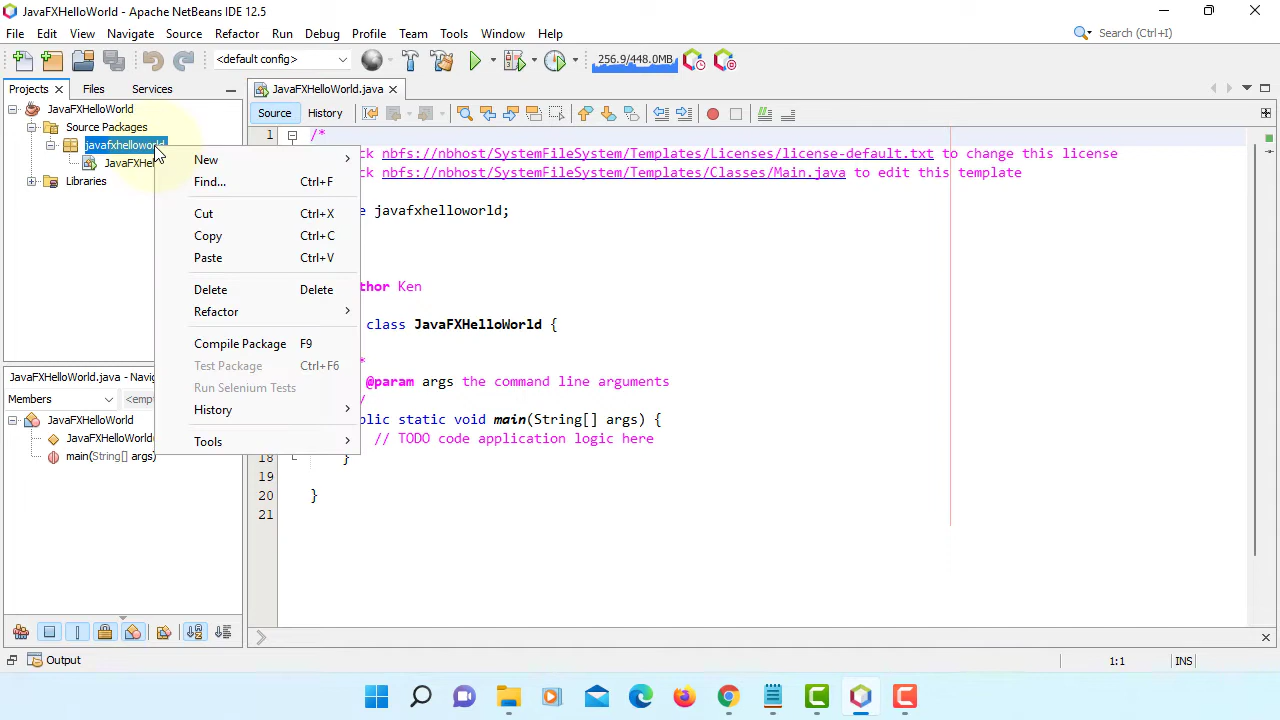 JavaFXHelloWorld - Apache NetBeans IDE 12.5
File Edit View Navigate Source Refactor Run Debug Profile Team Tools Window Help
Search (Ctrl+I)
<default config>
256.9/448.0MB
Projects Files Services
JavaFXHelloWorld.java
JavaFXHelloWorld
Source Packages
javafxhelloworld
JavaFXHel
Libraries
Source History
New
Find... Ctrl+F
Cut Ctrl+X
Copy Ctrl+C
Paste Ctrl+V
Delete Delete
Refactor
Compile Package F9
Test Package Ctrl+F6
Run Selenium Tests
History
Tools
1 /*
ck nbfs://nbhost/SystemFileSystem/Templates/Licenses/license-default.txt to change this license
ck nbfs://nbhost/SystemFileSystem/Templates/Classes/Main.java to edit this template
e javafxhelloworld;
thor Ken
class JavaFXHelloWorld {
*
@param args the command line arguments
/
blic static void main(String[] args) {
// TODO code application logic here
18 }
19
20 }
21
JavaFXHelloWorld.java - Navig
Members <empt
JavaFXHelloWorld
JavaFXHelloWorld(
main(String[] args)
Output
1:1 INS